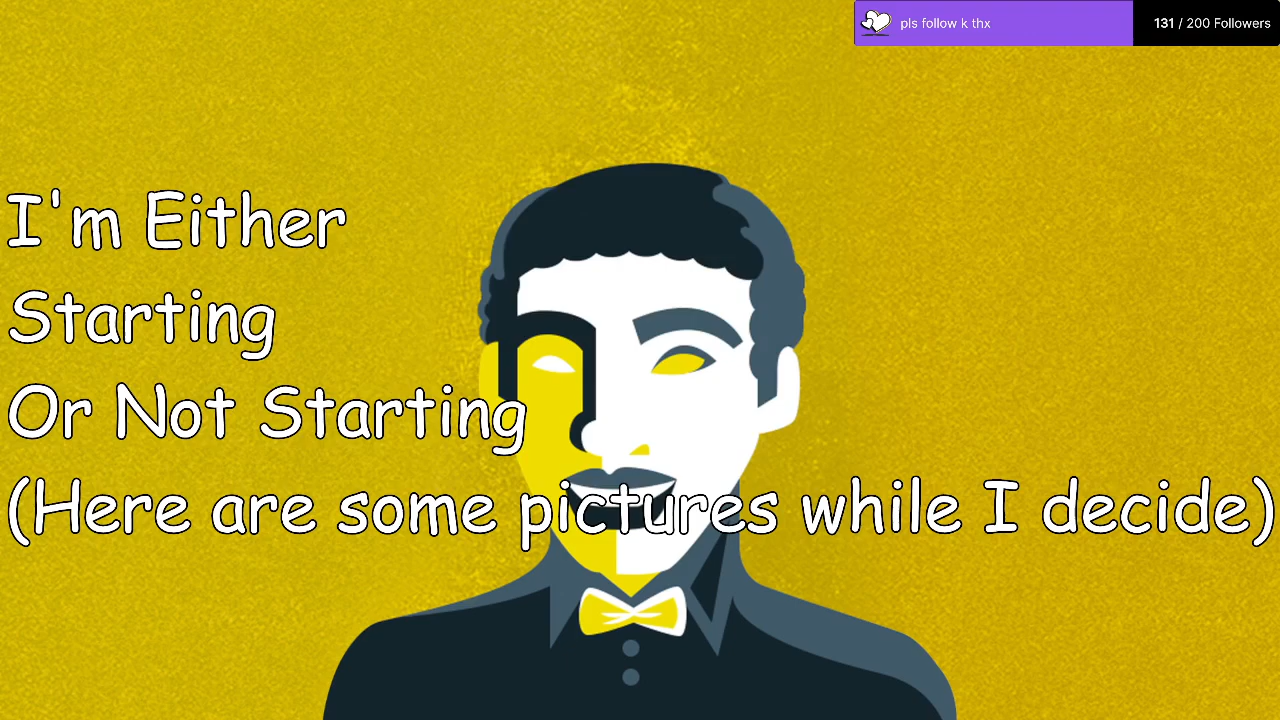 pls follow k thx
131 / 200 Followers
I'm Either
Starting
Or Not Starting
(Here are some pictures while I decide)